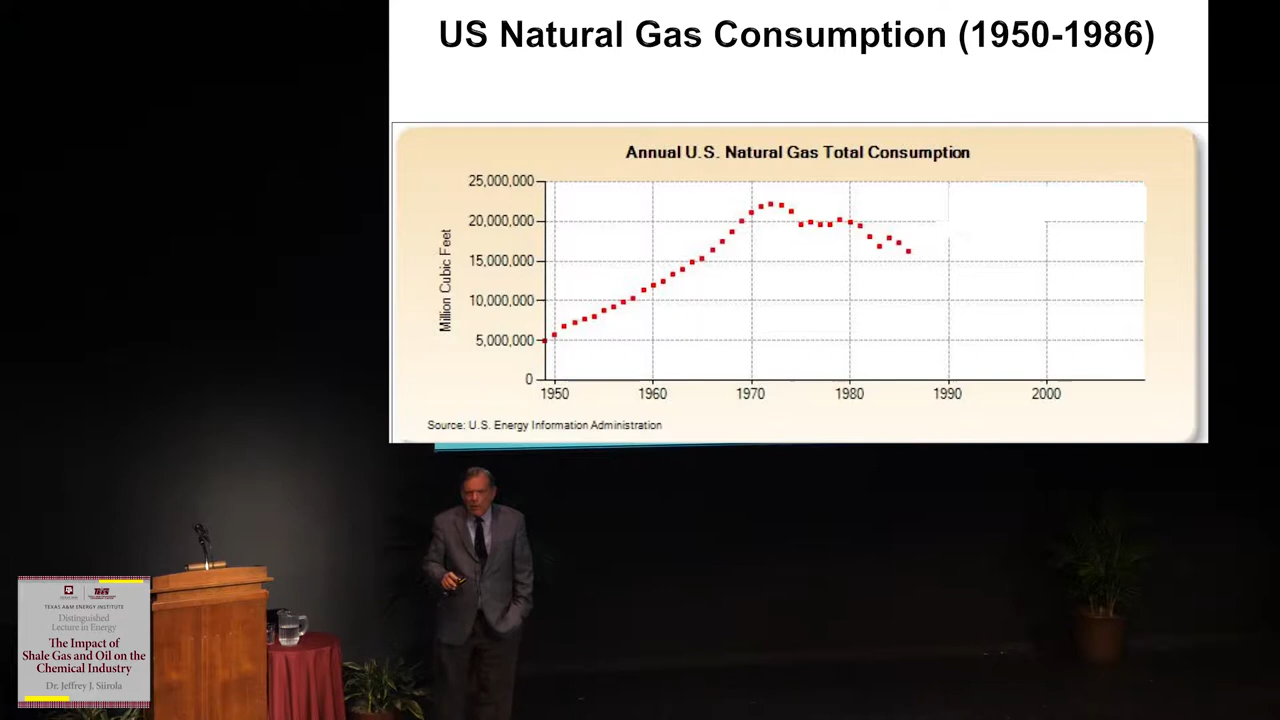 US Natural Gas Consumption (1950-1986)
Annual U.S. Natural Gas Total Consumption
25,000,000
20,000,000
15,000,000
10,000,000
5,000,000
0
Million Cubic Feet
1950 1960 1970 1980 1990 2000
Source: U.S. Energy Information Administration
TEES
TEXAS A&M ENERGY INSTITUTE
Distinguished
Lecture in Energy
The Impact of
Shale Gas and Oil on the
Chemical Industry
Dr. Jeffrey J. Siirola